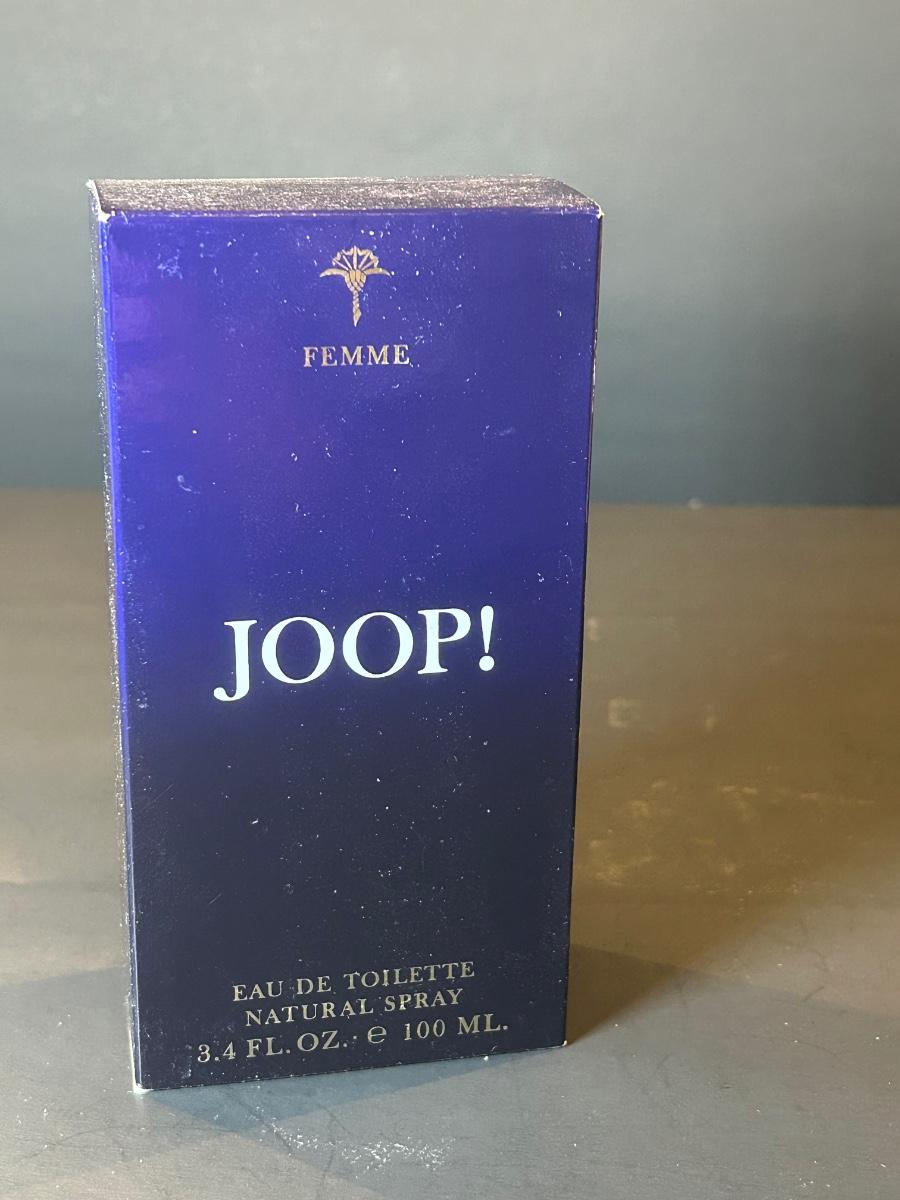 FEMME
JOOP!
EAU DE TOILETTE
NATURAL SPRAY
3.4 FL. OZ. ℮ 100 ML.